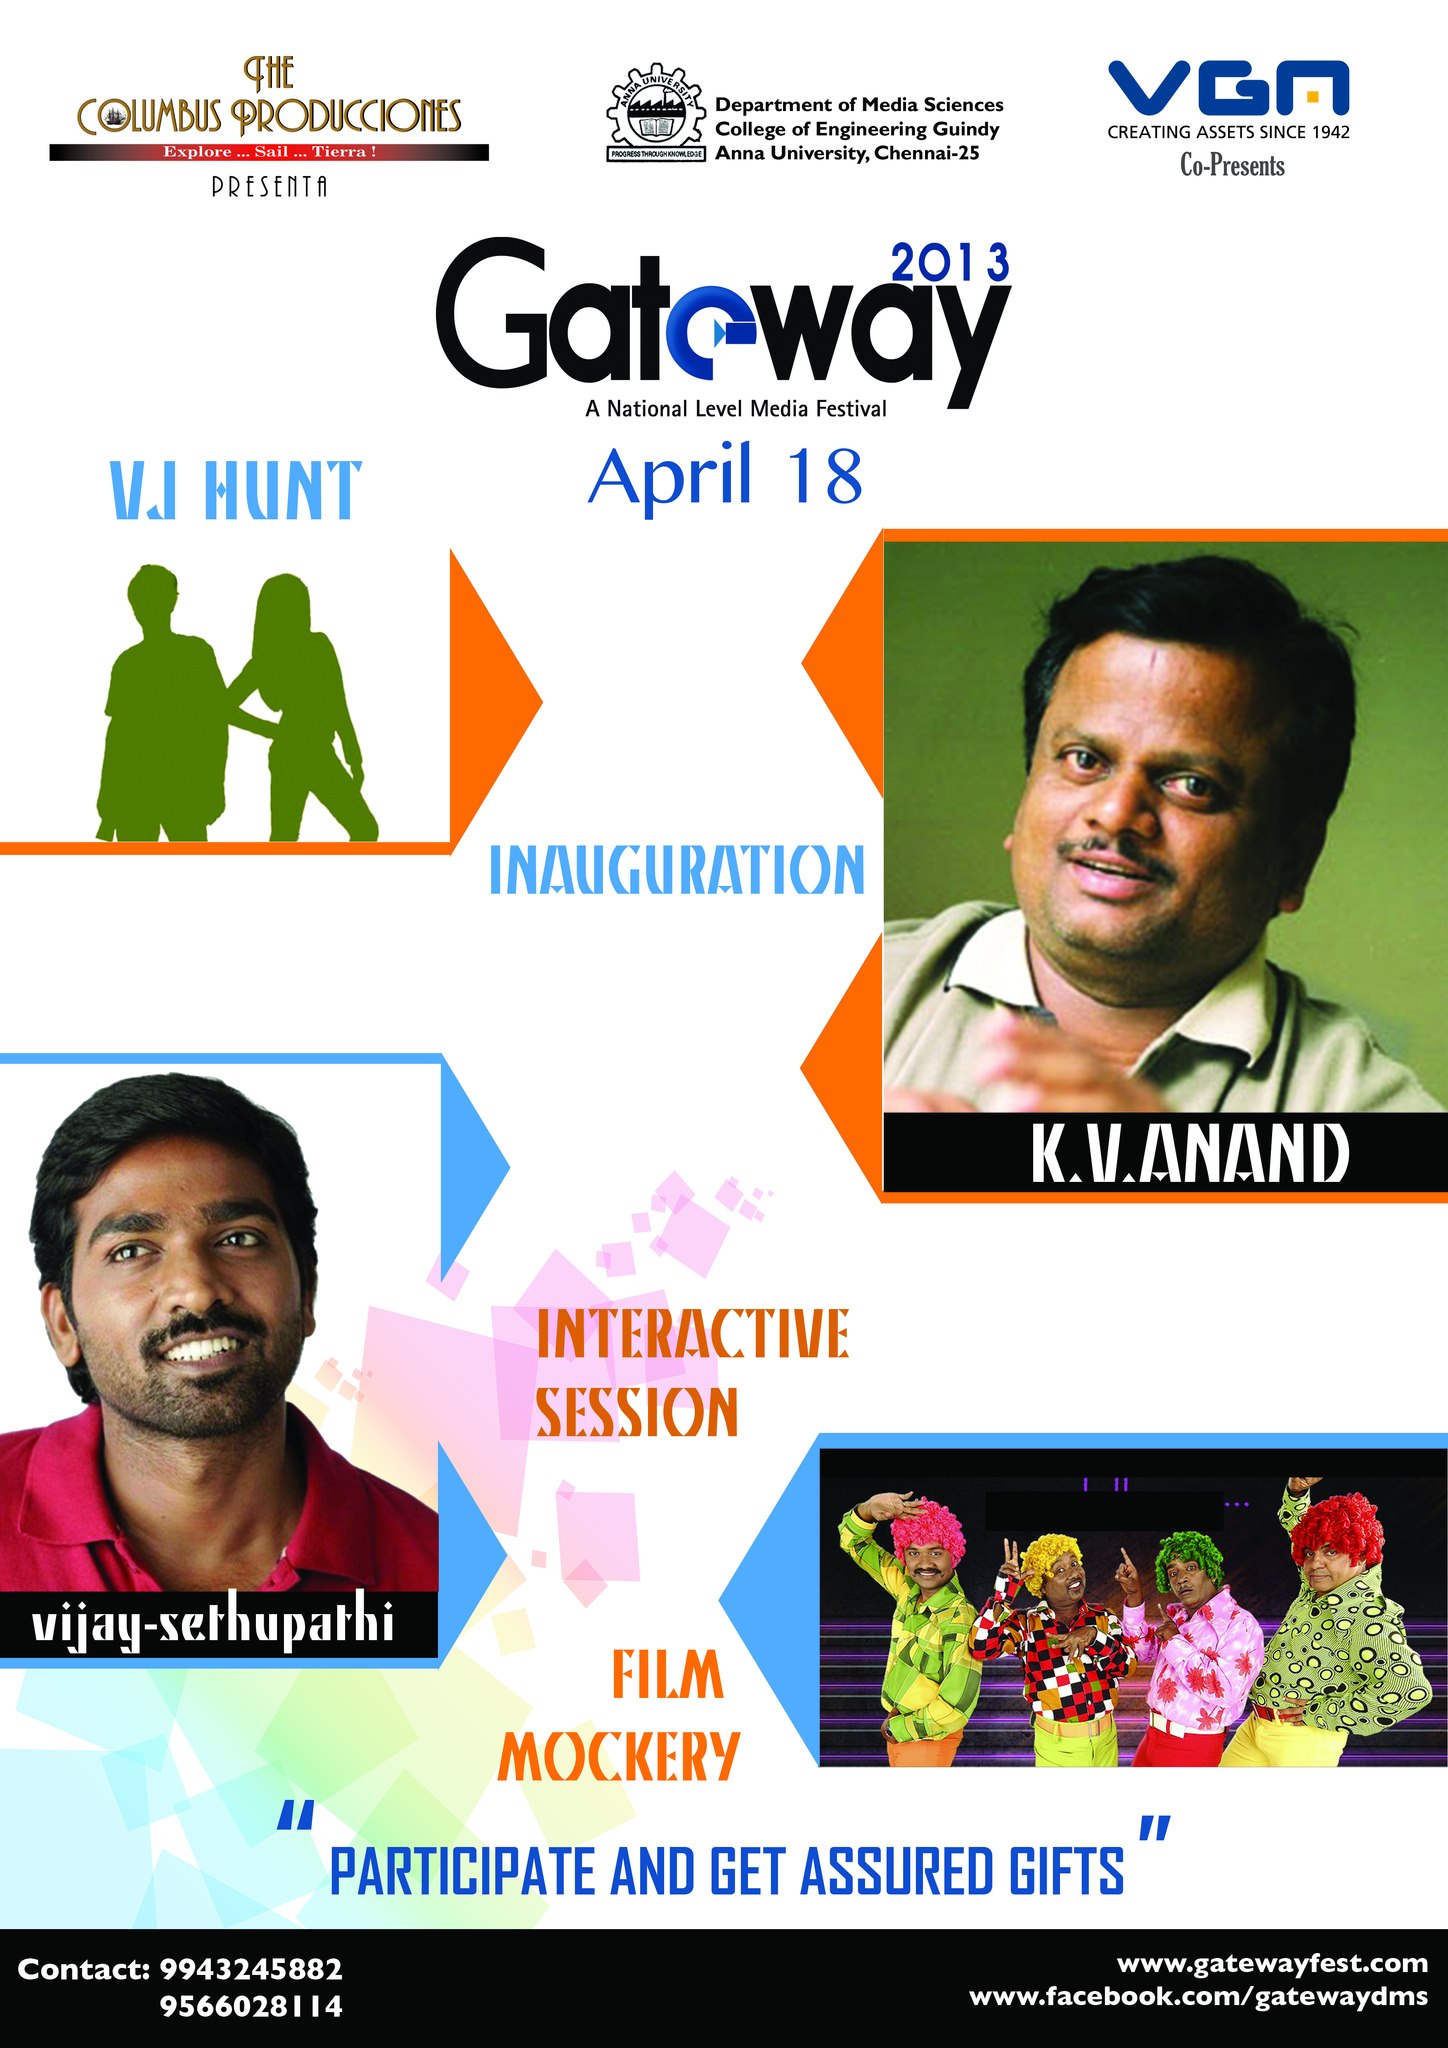 THE
COLUMBUS PRODUCCIONES
Explore ... Sail ... Tierra !
PRESENTA
ANNA UNIVERSITY
PROGRESS THROUGH KNOWLEDGE
Department of Media Sciences
College of Engineering Guindy
Anna University, Chennai-25
VGN
CREATING ASSETS SINCE 1942
Co-Presents
Gateway 2013
A National Level Media Festival
April 18
VJ HUNT
INAUGURATION
K.V.ANAND
vijay-sethupathi
INTERACTIVE
SESSION
FILM
MOCKERY
"PARTICIPATE AND GET ASSURED GIFTS"
Contact: 9943245882
9566028114
www.gatewayfest.com
www.facebook.com/gatewaydms